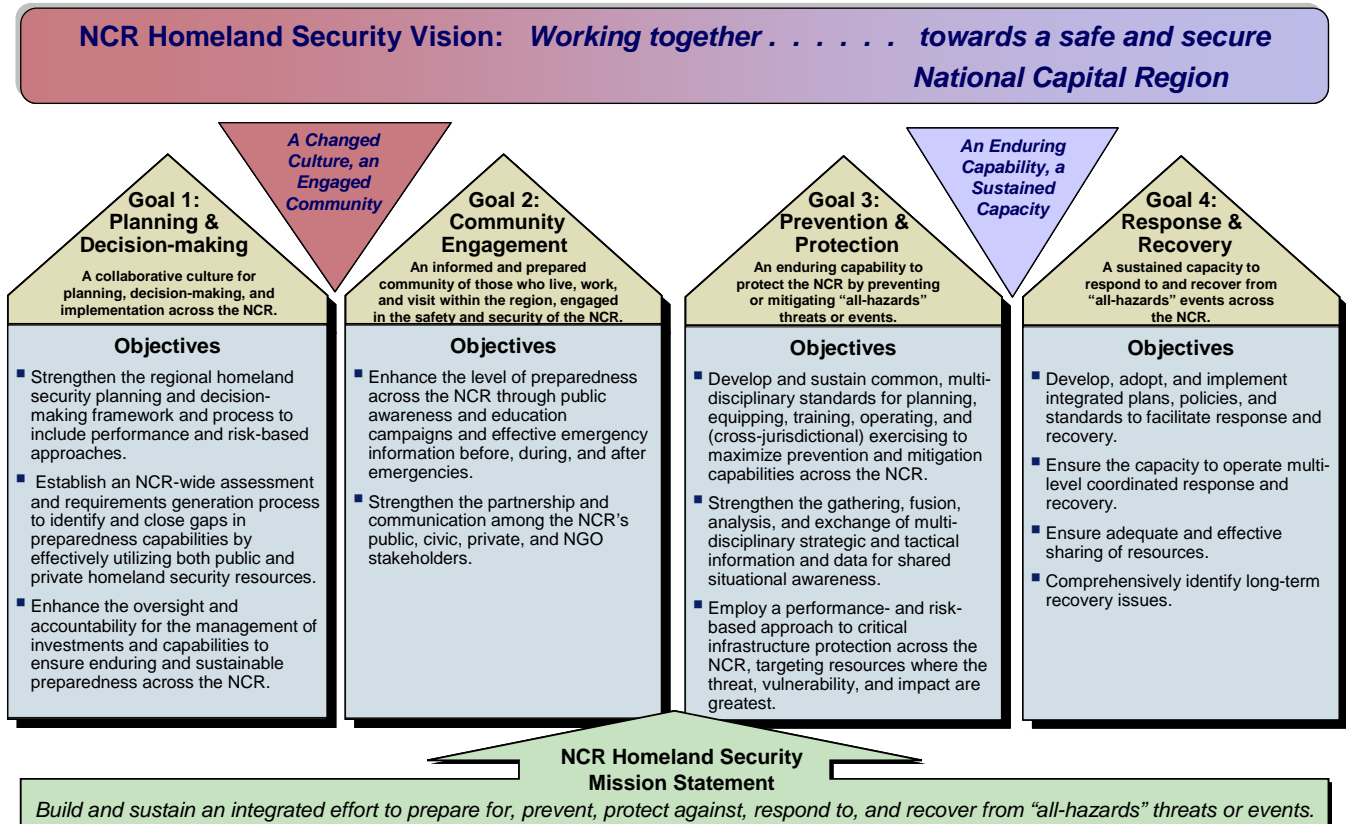 NCR Homeland Security Vision: Working together . . . . . . towards a safe and secure
National Capital Region
A Changed
Culture, an
Engaged
Community
An Enduring
Capability, a
Sustained
Capacity
Goal 1:
Planning &
Decision-making
A collaborative culture for
planning, decision-making, and
implementation across the NCR.
Objectives
▪ Strengthen the regional homeland
security planning and decision-
making framework and process to
include performance and risk-based
approaches.
▪ Establish an NCR-wide assessment
and requirements generation process
to identify and close gaps in
preparedness capabilities by
effectively utilizing both public and
private homeland security resources.
▪ Enhance the oversight and
accountability for the management of
investments and capabilities to
ensure enduring and sustainable
preparedness across the NCR.
Goal 2:
Community
Engagement
An informed and prepared
community of those who live, work,
and visit within the region, engaged
in the safety and security of the NCR.
Objectives
▪ Enhance the level of preparedness
across the NCR through public
awareness and education
campaigns and effective emergency
information before, during, and after
emergencies.
▪ Strengthen the partnership and
communication among the NCR's
public, civic, private, and NGO
stakeholders.
Goal 3:
Prevention &
Protection
An enduring capability to
protect the NCR by preventing
or mitigating “all-hazards”
threats or events.
Objectives
▪ Develop and sustain common, multi-
disciplinary standards for planning,
equipping, training, operating, and
(cross-jurisdictional) exercising to
maximize prevention and mitigation
capabilities across the NCR.
▪ Strengthen the gathering, fusion,
analysis, and exchange of multi-
disciplinary strategic and tactical
information and data for shared
situational awareness.
▪ Employ a performance- and risk-
based approach to critical
infrastructure protection across the
NCR, targeting resources where the
threat, vulnerability, and impact are
greatest.
Goal 4:
Response &
Recovery
A sustained capacity to
respond to and recover from
“all-hazards” events across
the NCR.
Objectives
▪ Develop, adopt, and implement
integrated plans, policies, and
standards to facilitate response and
recovery.
▪ Ensure the capacity to operate multi-
level coordinated response and
recovery.
▪ Ensure adequate and effective
sharing of resources.
▪ Comprehensively identify long-term
recovery issues.
NCR Homeland Security
Mission Statement
Build and sustain an integrated effort to prepare for, prevent, protect against, respond to, and recover from “all-hazards” threats or events.